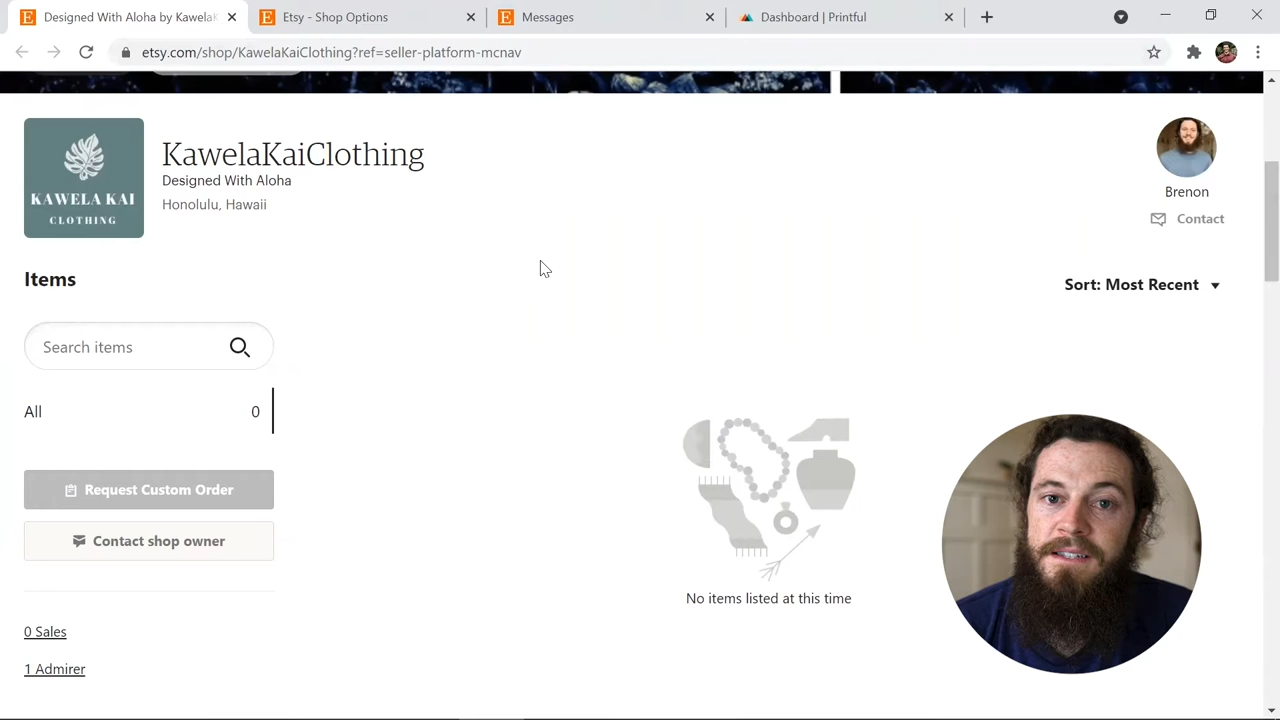 Designed With Aloha by Kawela
Etsy - Shop Options
Messages
Dashboard | Printful
etsy.com/shop/KawelaKaiClothing?ref=seller-platform-mcnav
KAWELA KAI
CLOTHING
KawelaKaiClothing
Designed With Aloha
Honolulu, Hawaii
Brenon
Contact
Items
Sort: Most Recent
Search items
All 0
Request Custom Order
Contact shop owner
No items listed at this time
0 Sales
1 Admirer